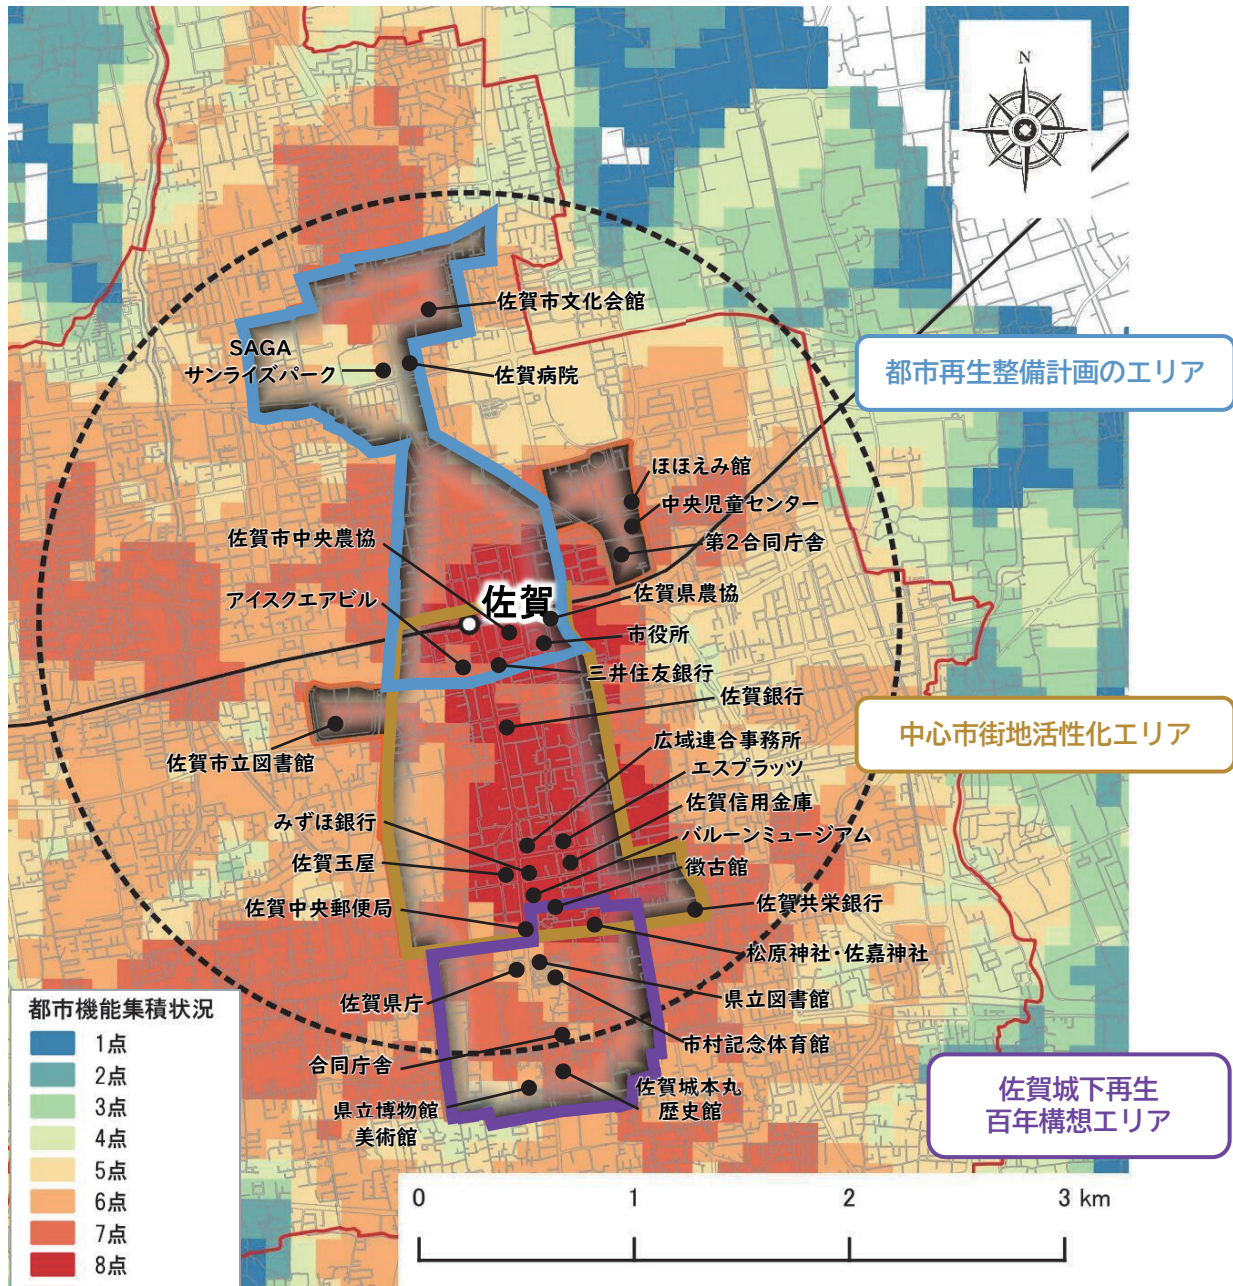 N
佐賀市文化会館
SAGA
サンライズパーク
佐賀病院
都市再生整備計画のエリア
ほほえみ館
中央児童センター
第2合同庁舎
佐賀市中央農協
アイスクエアビル
佐賀
佐賀県農協
市役所
三井住友銀行
佐賀銀行
中心市街地活性化エリア
広域連合事務所
エスプラッツ
佐賀市立図書館
佐賀信用金庫
みずほ銀行
バルーンミュージアム
佐賀玉屋
徴古館
佐賀中央郵便局
佐賀共栄銀行
松原神社・佐嘉神社
佐賀県庁
県立図書館
市村記念体育館
合同庁舎
佐賀城本丸
歴史館
県立博物館
美術館
佐賀城下再生
百年構想エリア
都市機能集積状況
1点
2点
3点
4点
5点
6点
7点
8点
0 1 2 3 km